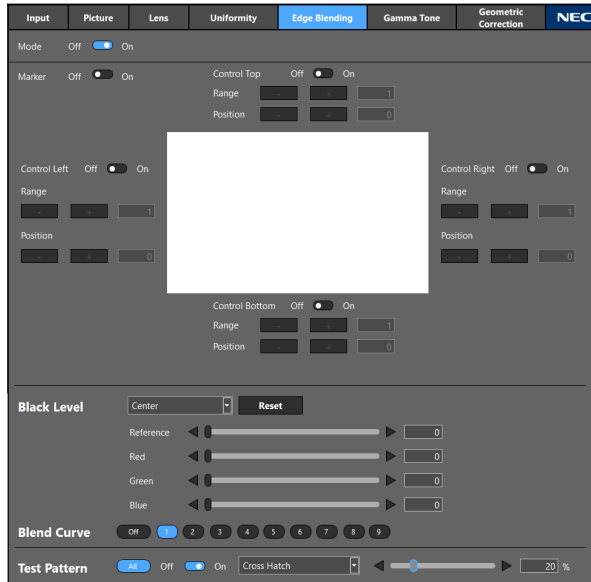 Input Picture Lens Uniformity Edge Blending Gamma Tone Geometric Correction NEC
Mode Off On
Marker Off On
Control Top Off On
Range - + 1
Position - + 0
Control Left Off On
Range
- + 1
Position
- + 0
Control Right Off On
Range
- + 1
Position
- + 0
Control Bottom Off On
Range - + 1
Position - + 0
Black Level Center Reset
Reference 0
Red 0
Green 0
Blue 0
Blend Curve Off 1 2 3 4 5 6 7 8 9
Test Pattern All Off On Cross Hatch 20 %